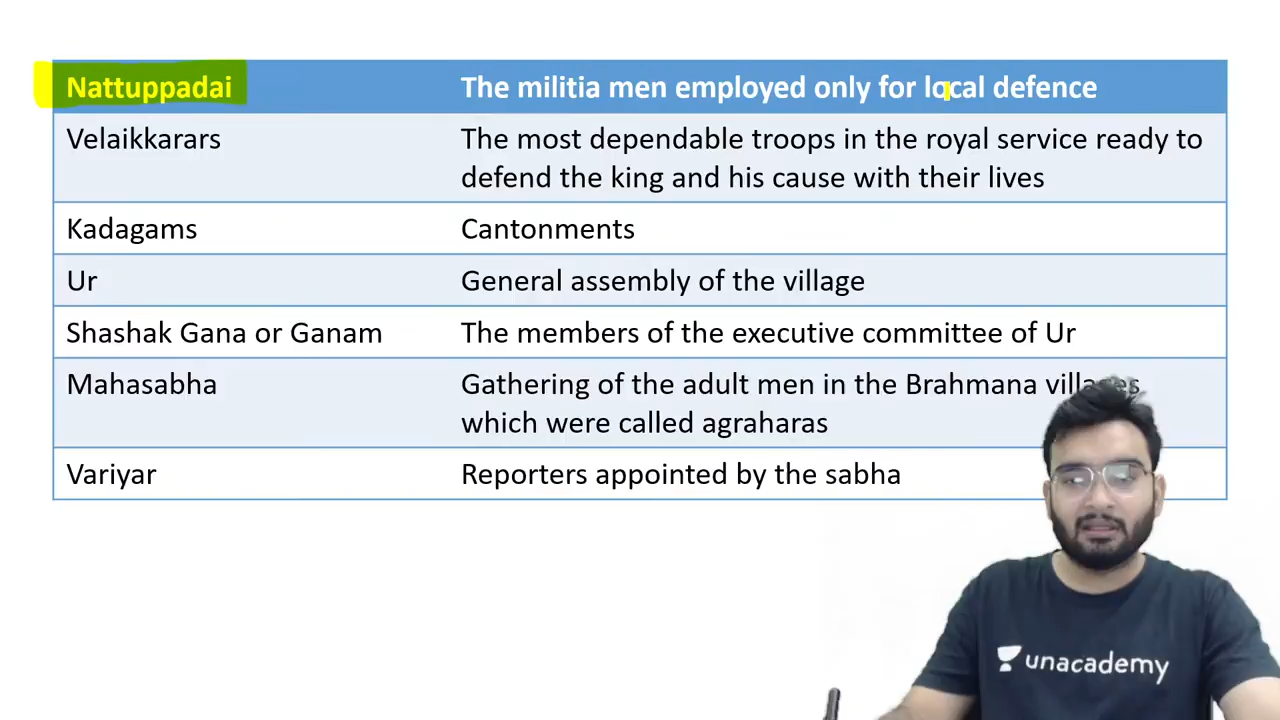 Nattuppadai The militia men employed only for local defence
Velaikkarars The most dependable troops in the royal service ready to
defend the king and his cause with their lives
Kadagams Cantonments
Ur General assembly of the village
Shashak Gana or Ganam The members of the executive committee of Ur
Mahasabha Gathering of the adult men in the Brahmana villages
which were called agraharas
Variyar Reporters appointed by the sabha
unacademy